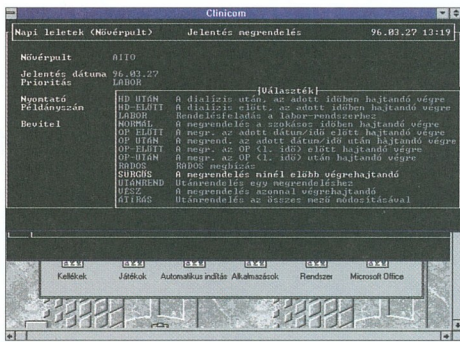 Clinicom
Napi leletek (Nővérpult) Jelentés megrendelés 96.03.27 13:19
Nővérpult AITO
Jelentés dátuma 96.03.27
Prioritás LABOR
Nyomtató
Példányszám
Bevitel
[Választék]
HD UTÁN A dialízis után, az adott időben hajtandó végre
HD-ELŐTT A dialízis előtt, az adott időben hajtandó végre
LABOR Rendelésfeladás a labor-rendszerhez
NORMÁL A megrendelés a szokásos időben hajtandó végre
OP ELŐTT A megr. az adott dátum/idő előtt hajtandó végre
OP UTÁN A megrend. az adott dátum/idő után hajtandó végre
OP-ELŐTT A megr. az OP (1. idő) előtt hajtandó végre
OP-UTÁN A megr. az OP (1. idő) után hajtandó végre
RADOS RADOS megbízás
SÜRGŐS A megrendelés minél előbb végrehajtandó
UTÁNREND Utánrendelés egy megrendeléshez
VÉSZ A megrendelés azonnal végrehajtandó
ÁTÍRÁS Utánrendelés az összes mező módosításával
Kellékek Játékok Automatikus indítás Alkalmazások Rendszer Microsoft Office